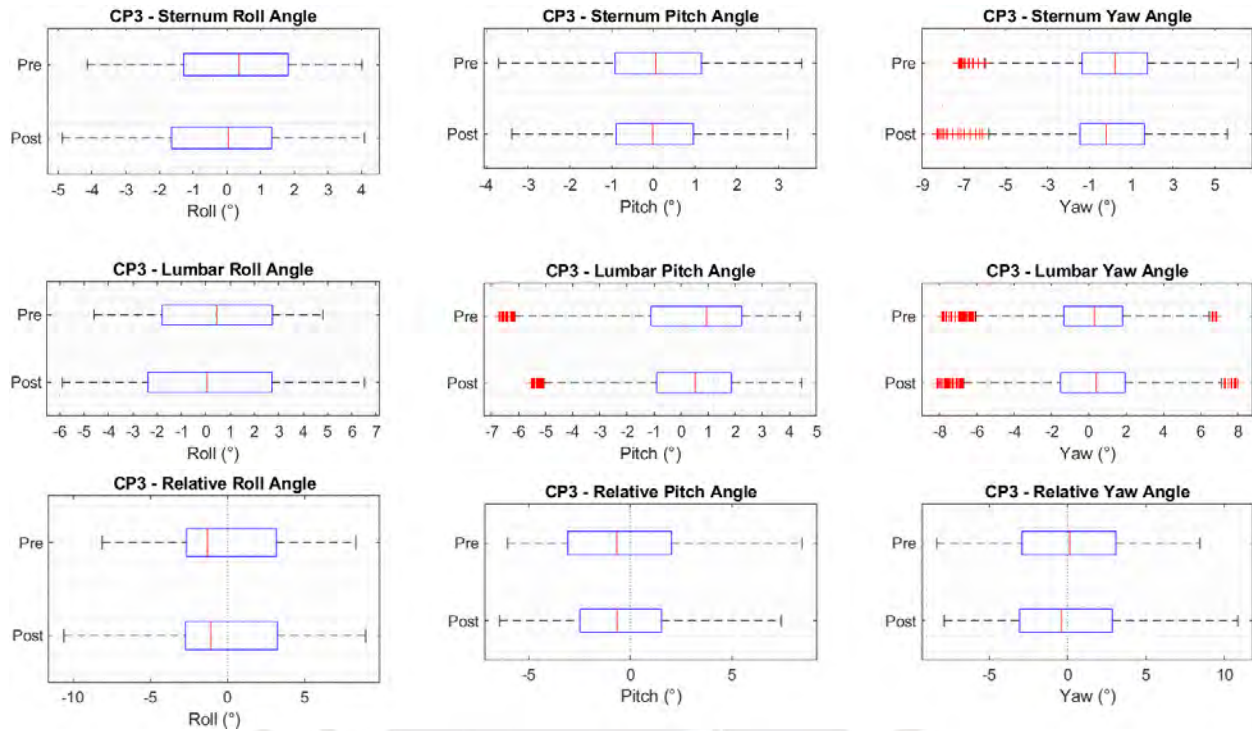 CP3 - Sternum Roll Angle
Pre
Post
-5 -4 -3 -2 -1 0 1 2 3 4
Roll (°)
CP3 - Sternum Pitch Angle
Pre
Post
-4 -3 -2 -1 0 1 2 3
Pitch (°)
CP3 - Sternum Yaw Angle
Pre
Post
-9 -7 -5 -3 -1 1 3 5
Yaw (°)
CP3 - Lumbar Roll Angle
Pre
Post
-6 -5 -4 -3 -2 -1 0 1 2 3 4 5 6 7
Roll (°)
CP3 - Lumbar Pitch Angle
Pre
Post
-7 -6 -5 -4 -3 -2 -1 0 1 2 3 4 5
Pitch (°)
CP3 - Lumbar Yaw Angle
Pre
Post
-8 -6 -4 -2 0 2 4 6 8
Yaw (°)
CP3 - Relative Roll Angle
Pre
Post
-10 -5 0 5
Roll (°)
CP3 - Relative Pitch Angle
Pre
Post
-5 0 5
Pitch (°)
CP3 - Relative Yaw Angle
Pre
Post
-5 0 5 10
Yaw (°)